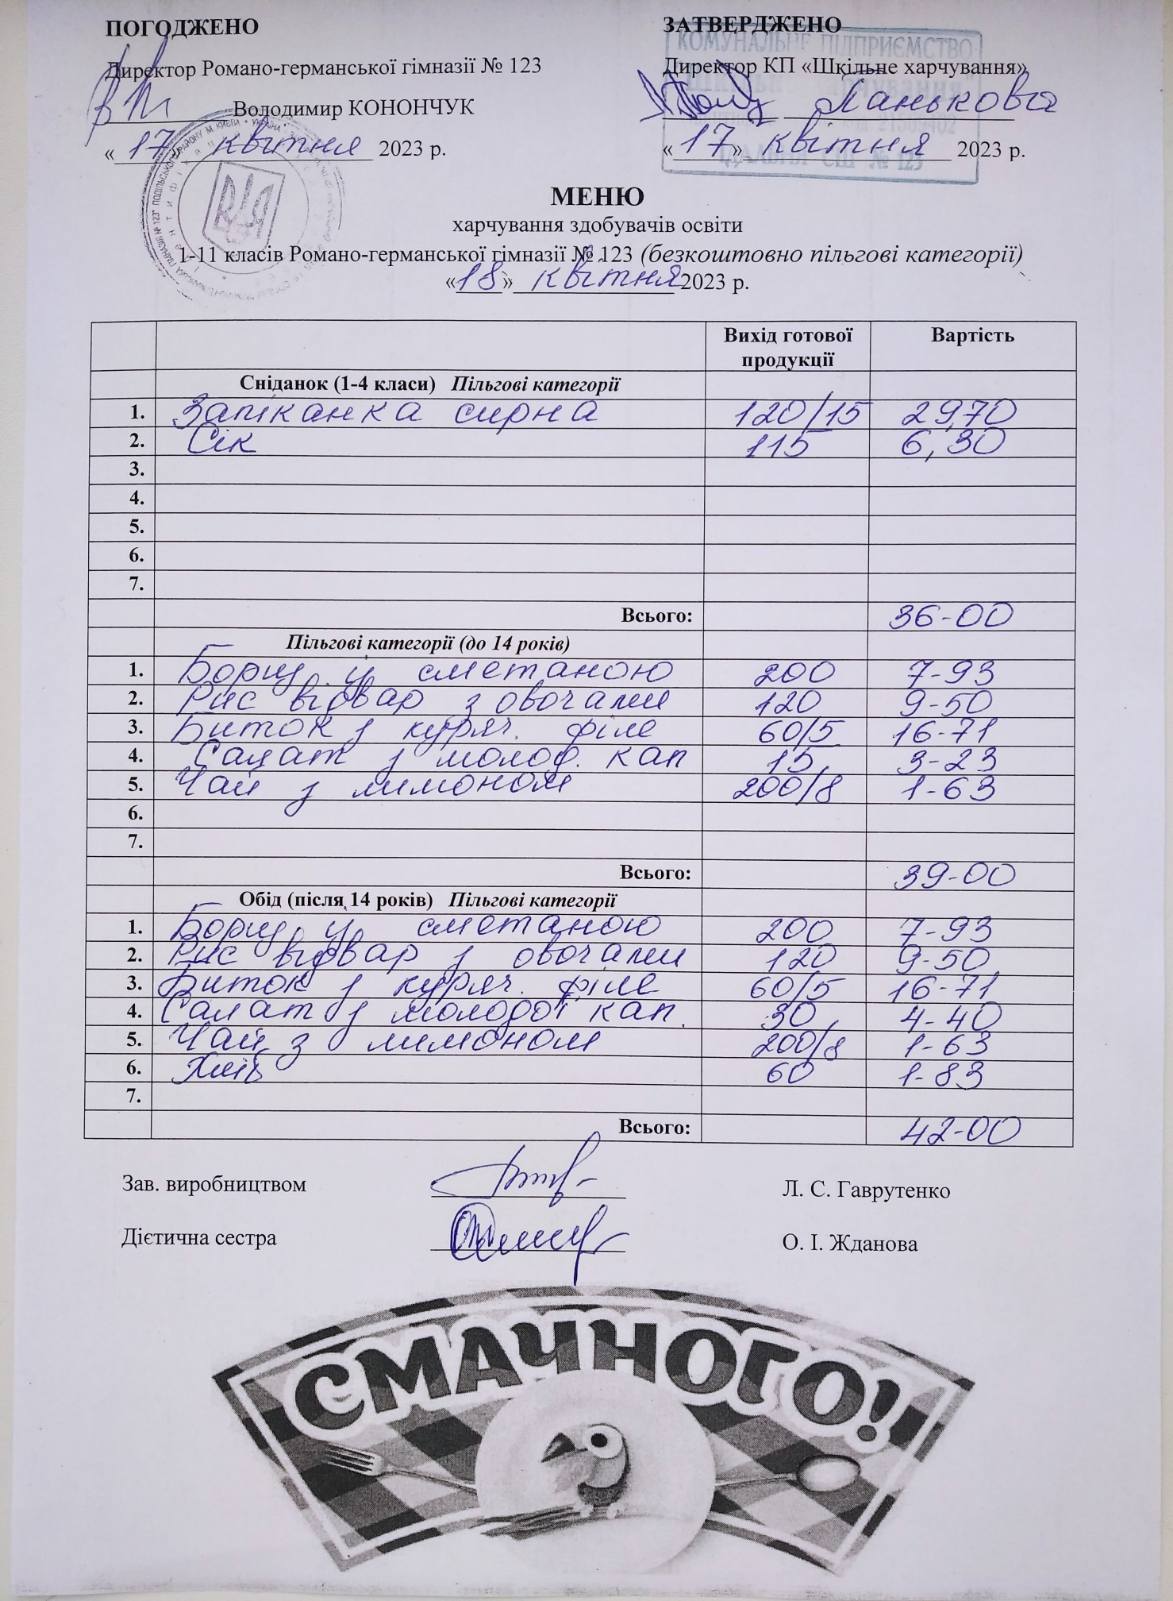 ПОГОДЖЕНО
Директор Романо-германської гімназії № 123
Володимир КОНОНЧУК
«17» квітня 2023 р.
ЗАТВЕРДЖЕНО
КОМУНАЛЬНЕ ПІДПРИЄМСТВО
Директор КП «Шкільне харчування»
Ланькова
«17» квітня 2023 р.
МЕНЮ
харчування здобувачів освіти
1-11 класів Романо-германської гімназії № 123 (безкоштовно пільгові категорії)
«18» квітня 2023 р.
Вихід готової продукції Вартість
Сніданок (1-4 класи) Пільгові категорії
1. Запіканка сирна 120/15 29,70
2. Сік 115 6,30
3.
4.
5.
6.
7.
Всього: 36-00
Пільгові категорії (до 14 років)
1. Борщ із сметаною 200 7-93
2. Рис відвар з овочами 120 9-50
3. Биток з куряч. філе 60/5 16-71
4. Салат з молод. кап 15 3-23
5. Чай з лимоном 200/8 1-63
6.
7.
Всього: 39-00
Обід (після 14 років) Пільгові категорії
1. Борщ із сметаною 200 7-93
2. Рис відвар з овочами 120 9-50
3. Биток з куряч. філе 60/5 16-71
4. Салат з молодої кап. 30 4-40
5. Чай з лимоном 200/8 1-63
6. Хліб 60 1-83
7.
Всього: 42-00
Зав. виробництвом Л. С. Гаврутенко
Дієтична сестра О. І. Жданова
СМАЧНОГО!